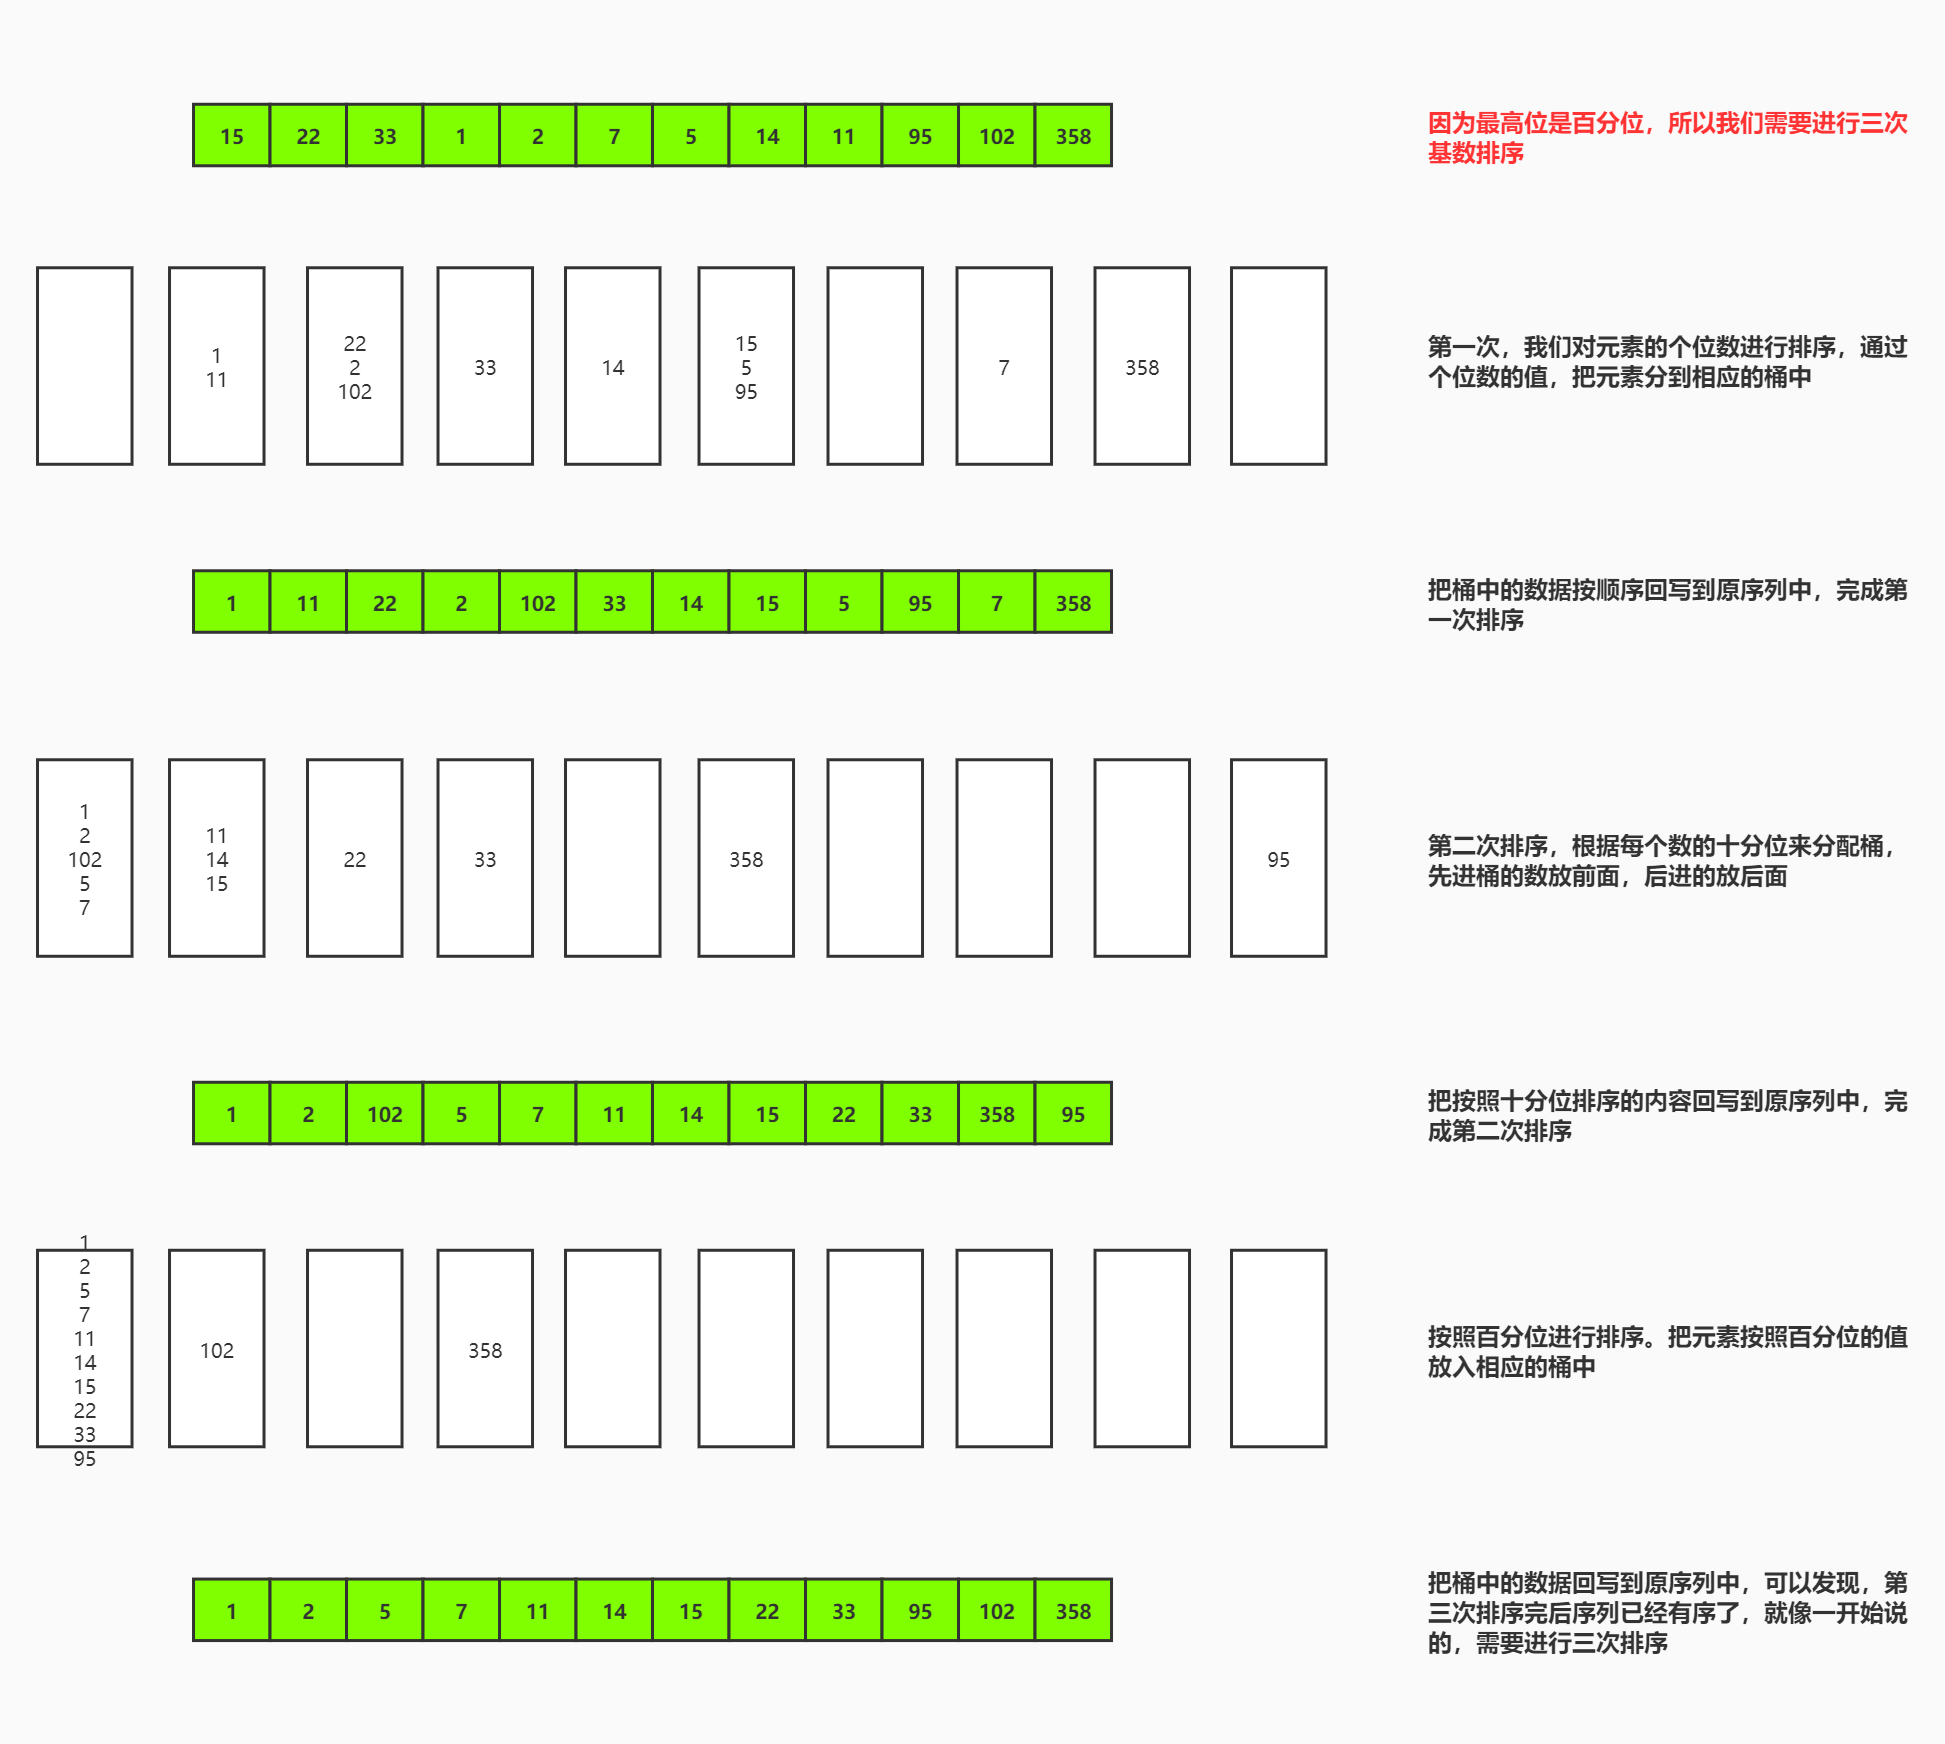 15 22 33 1 2 7 5 14 11 95 102 358
因为最高位是百分位，所以我们需要进行三次
基数排序
1
11
22
2
102
33
14
15
5
95
7
358
第一次，我们对元素的个位数进行排序，通过
个位数的值，把元素分到相应的桶中
1 11 22 2 102 33 14 15 5 95 7 358
把桶中的数据按顺序回写到原序列中，完成第
一次排序
1
2
102
5
7
11
14
15
22
33
358
95
第二次排序，根据每个数的十分位来分配桶，
先进桶的数放前面，后进的放后面
1 2 102 5 7 11 14 15 22 33 358 95
把按照十分位排序的内容回写到原序列中，完
成第二次排序
1
2
5
7
11
14
15
22
33
95
102
358
按照百分位进行排序。把元素按照百分位的值
放入相应的桶中
1 2 5 7 11 14 15 22 33 95 102 358
把桶中的数据回写到原序列中，可以发现，第
三次排序完后序列已经有序了，就像一开始说
的，需要进行三次排序